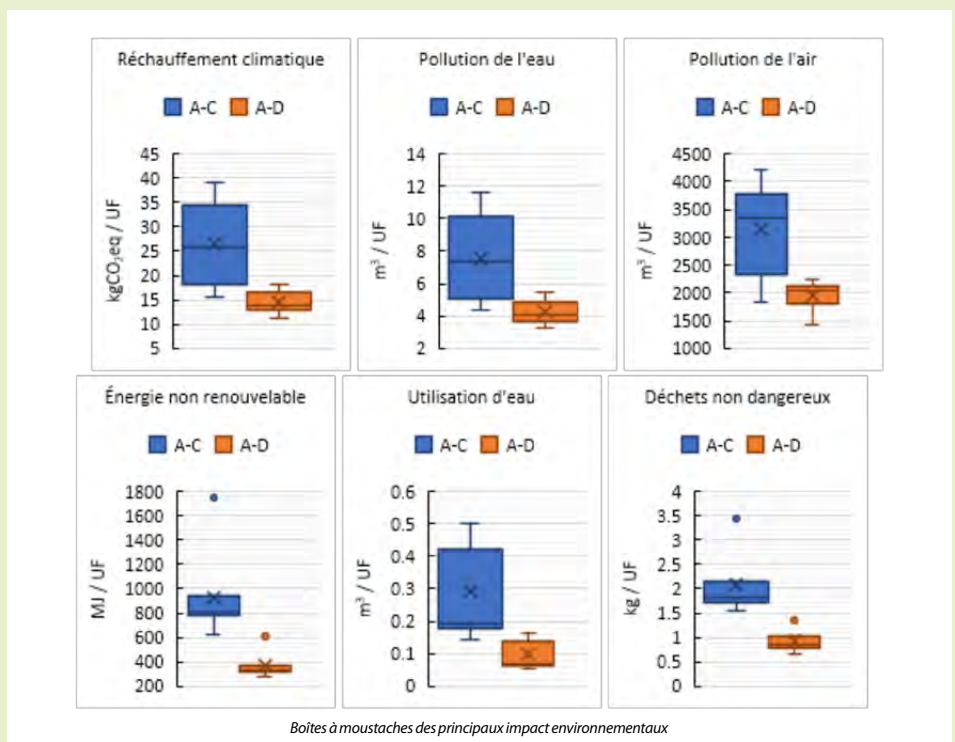 Réchauffement climatique
A-C A-D
kgCO₂eq / UF
45
40
35
30
25
20
15
10
5
Pollution de l'eau
A-C A-D
m³ / UF
14
12
10
8
6
4
2
Pollution de l'air
A-C A-D
m³ / UF
4500
4000
3500
3000
2500
2000
1500
1000
Énergie non renouvelable
A-C A-D
MJ / UF
1800
1600
1400
1200
1000
800
600
400
200
Utilisation d'eau
A-C A-D
m³ / UF
0.6
0.5
0.4
0.3
0.2
0.1
0
Déchets non dangereux
A-C A-D
kg / UF
4
3.5
3
2.5
2
1.5
1
0.5
0
Boîtes à moustaches des principaux impact environnementaux